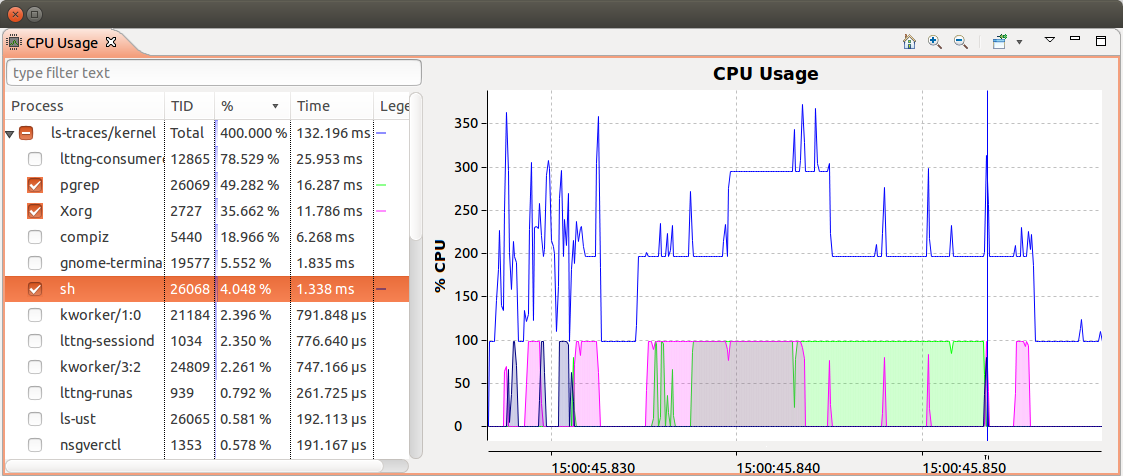 CPU Usage
type filter text
Process TID % Time Lege
ls-traces/kernel Total 400.000 % 132.196 ms
lttng-consumer 12865 78.529 % 25.953 ms
pgrep 26069 49.282 % 16.287 ms
Xorg 2727 35.662 % 11.786 ms
compiz 5440 18.966 % 6.268 ms
gnome-termina 19577 5.552 % 1.835 ms
sh 26068 4.048 % 1.338 ms
kworker/1:0 21184 2.396 % 791.848 µs
lttng-sessiond 1034 2.350 % 776.640 µs
kworker/3:2 24809 2.261 % 747.166 µs
lttng-runas 939 0.792 % 261.725 µs
ls-ust 26065 0.581 % 192.113 µs
nsgverctl 1353 0.578 % 191.167 µs
CPU Usage
% CPU
350
300
250
200
150
100
50
0
15:00:45.830 15:00:45.840 15:00:45.850